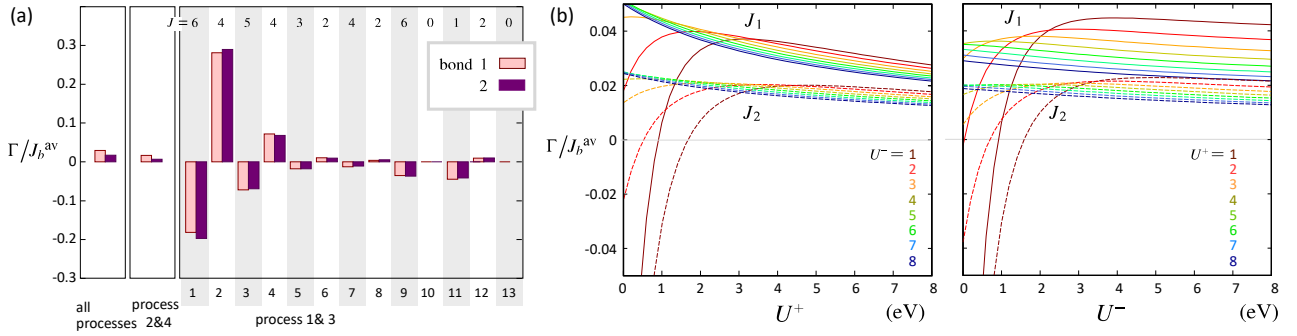 (a)
J = 6 4 5 4 3 2 4 2 6 0 1 2 0
0.3
0.2
0.1
0
-0.1
-0.2
-0.3
Γ/J_b^av
bond 1
2
1 2 3 4 5 6 7 8 9 10 11 12 13
all
processes
process
2&4
process 1& 3
(b)
0.04
0.02
0
-0.02
-0.04
Γ/J_b^av
J₁
J₂
U⁻ = 1
2
3
4
5
6
7
8
0 1 2 3 4 5 6 7 8
U⁺ (eV)
J₁
J₂
U⁺ = 1
2
3
4
5
6
7
8
0 1 2 3 4 5 6 7 8
U⁻ (eV)